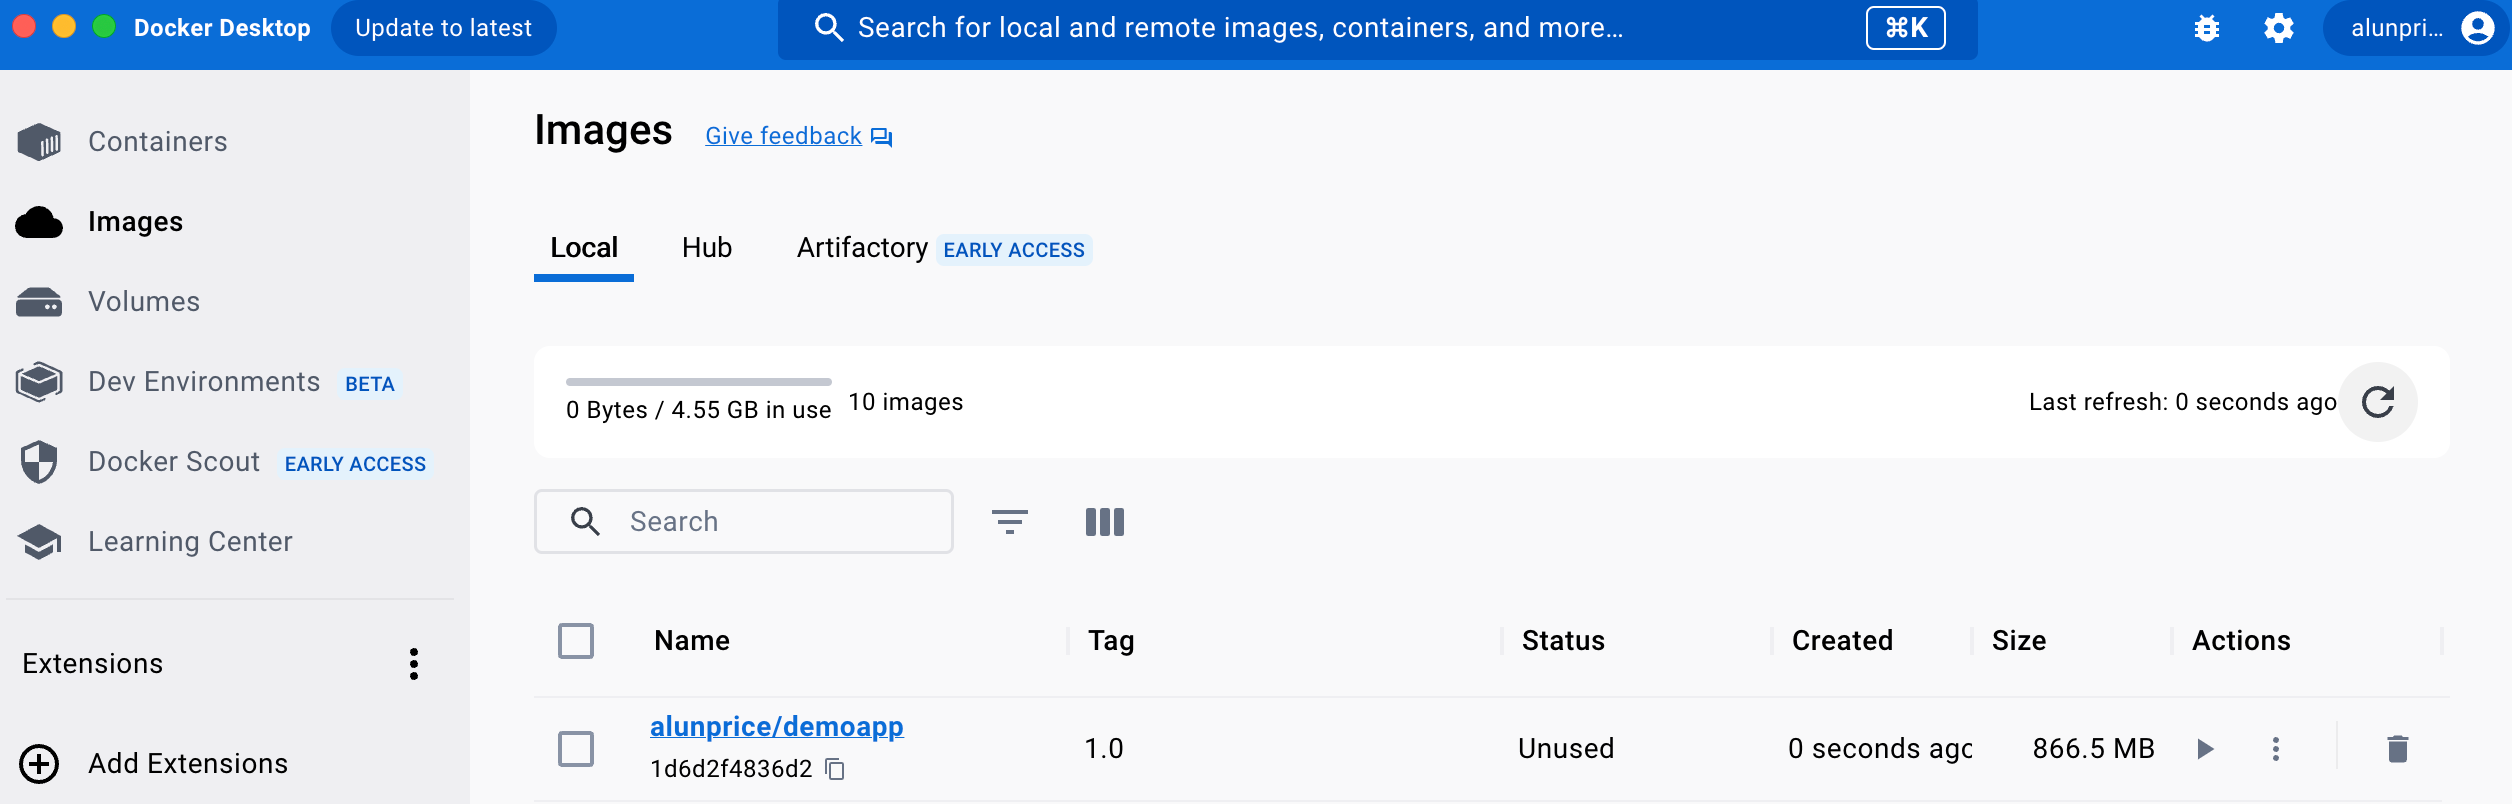 Docker Desktop
Update to latest
Search for local and remote images, containers, and more...
⌘K
alunpri...
Containers
Images
Volumes
Dev Environments BETA
Docker Scout EARLY ACCESS
Learning Center
Extensions
Add Extensions
Images Give feedback
Local Hub Artifactory EARLY ACCESS
0 Bytes / 4.55 GB in use 10 images
Last refresh: 0 seconds ago
Search
Name Tag Status Created Size Actions
alunprice/demoapp
1d6d2f4836d2
1.0 Unused 0 seconds ago 866.5 MB